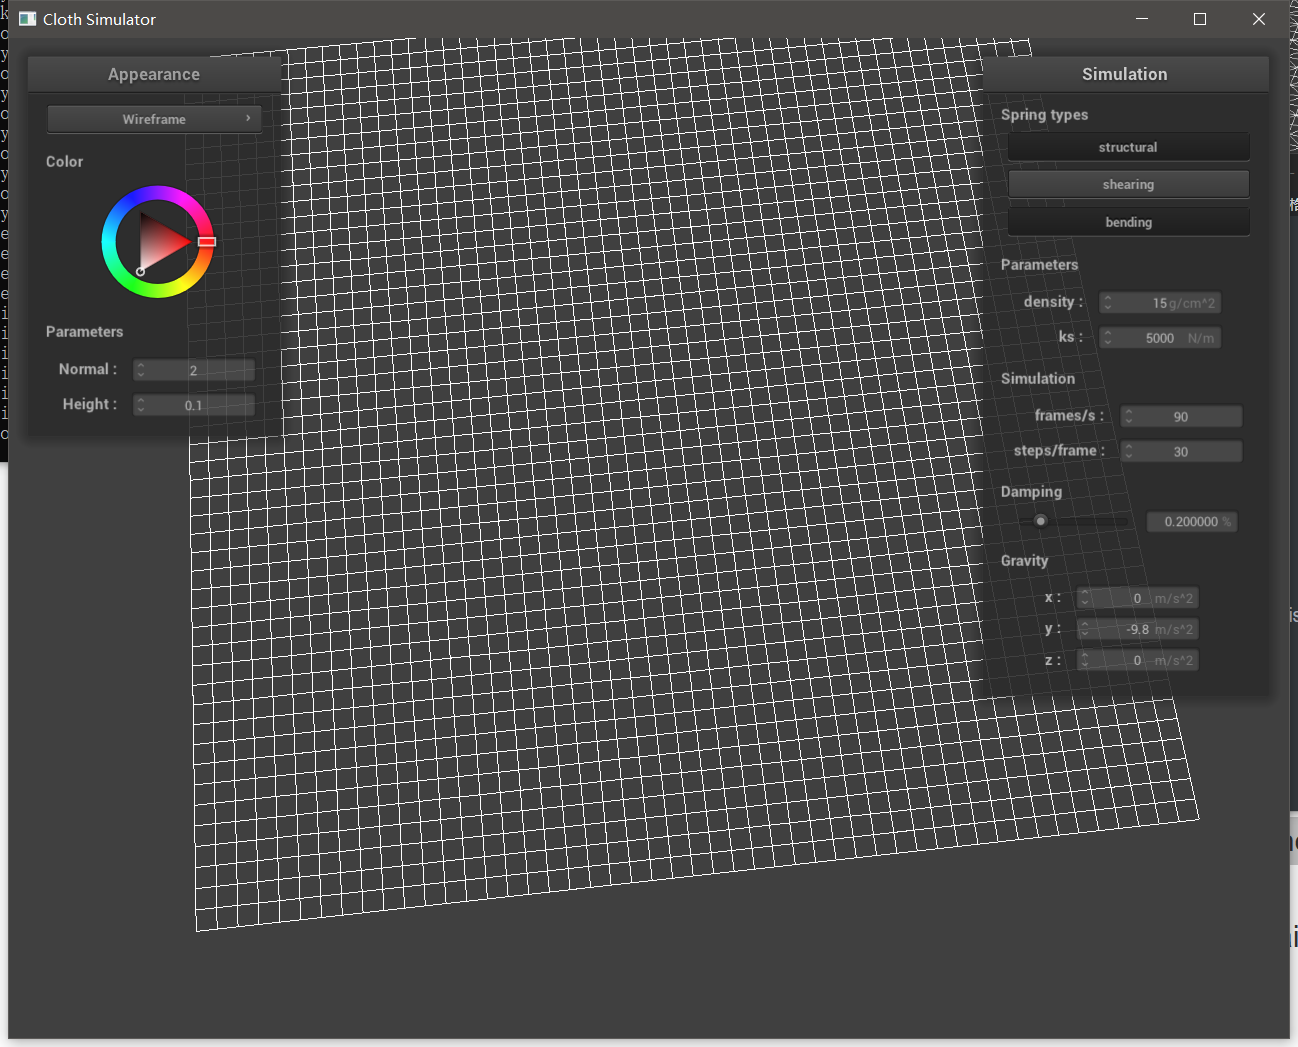 Cloth Simulator
Appearance
Wireframe
Color
Parameters
Normal : 2
Height : 0.1
Simulation
Spring types
structural
shearing
bending
Parameters
density : 15 g/cm^2
ks : 5000 N/m
Simulation
frames/s : 90
steps/frame : 30
Damping
0.200000 %
Gravity
x : 0 m/s^2
y : -9.8 m/s^2
z : 0 m/s^2